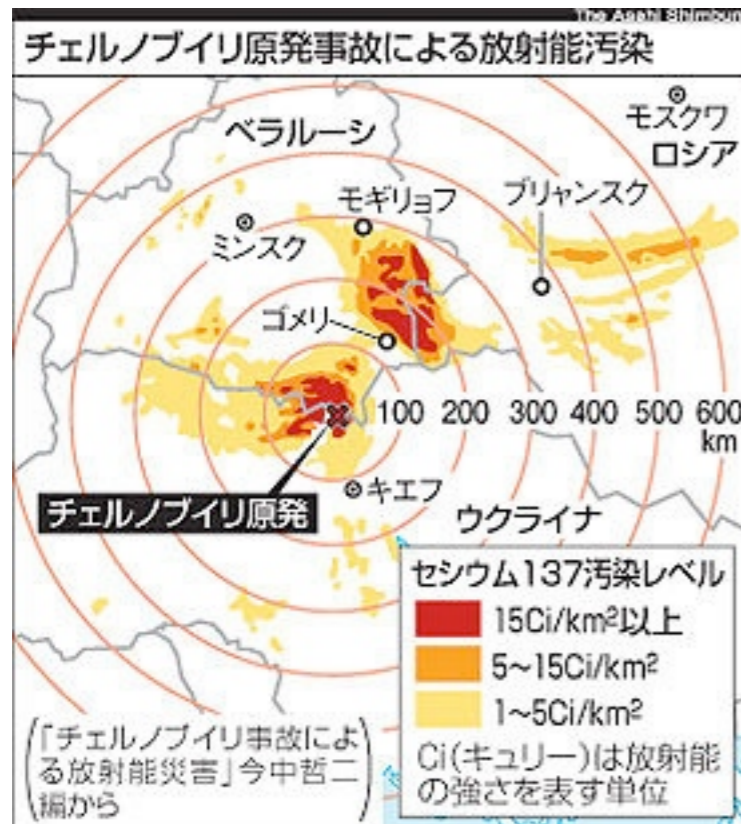 The Asahi Shimbun
チェルノブイリ原発事故による放射能汚染
モスクワ
ベラルーシ
ロシア
モギリョフ
ブリャンスク
ミンスク
ゴメリ
100 200 300 400 500 600
km
キエフ
チェルノブイリ原発
ウクライナ
セシウム137汚染レベル
15Ci/km²以上
5~15Ci/km²
1~5Ci/km²
Ci(キュリー)は放射能
の強さを表す単位
(「チェルノブイリ事故によ
る放射能災害」今中哲二
編から)